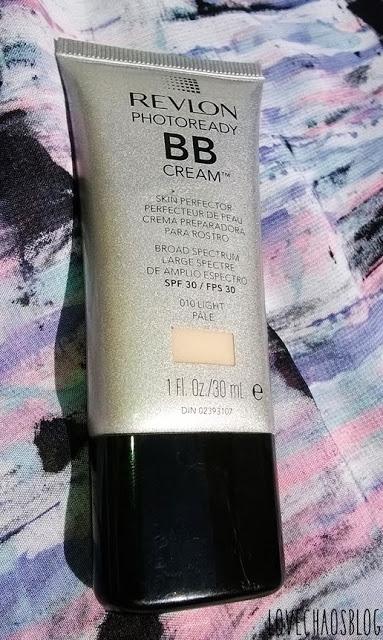 REVLON
PHOTOREADY
BB
CREAM™
SKIN PERFECTOR
PERFECTEUR DE PEAU
CREMA PREPARADORA
PARA ROSTRO
BROAD SPECTRUM
LARGE SPECTRE
DE AMPLIO ESPECTRO
SPF 30 / FPS 30
010 LIGHT
PÂLE
1 Fl. Oz./30 mL e
DIN 02393107
LOVECHAOSBLOG